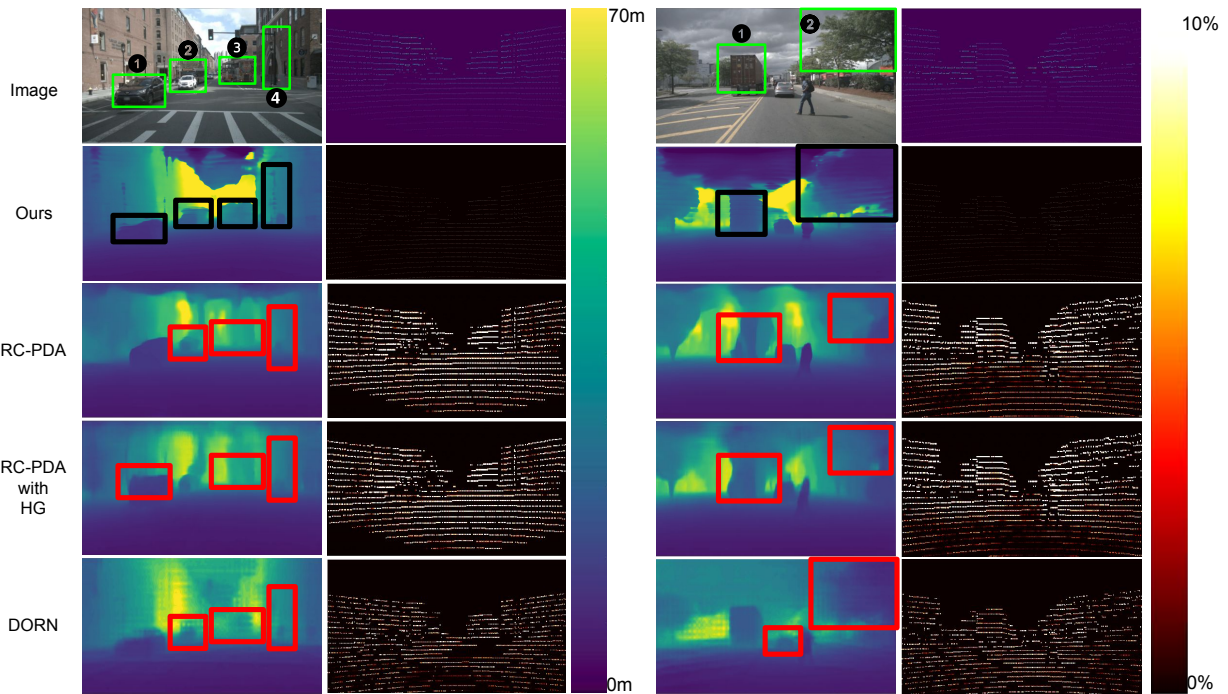 70m
10%
1
2
3
4
1
2
Image
Ours
RC-PDA
RC-PDA
with
HG
DORN
0m
0%